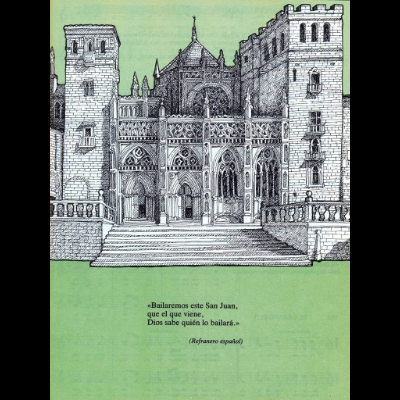 «Bailaremos este San Juan,
que el que viene,
Dios sabe quién lo bailará.»
(Refranero español)